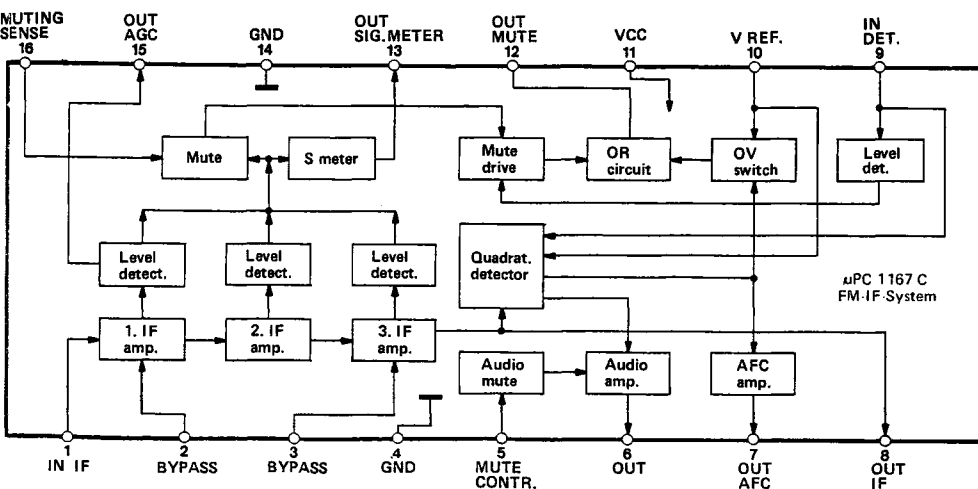 MUTING
SENSE
16
OUT
AGC
15
GND
14
OUT
SIG.METER
13
OUT
MUTE
12
VCC
11
V REF.
10
IN
DET.
9
Mute
S meter
Mute
drive
OR
circuit
OV
switch
Level
det.
Level
detect.
Level
detect.
Level
detect.
Quadrat.
detector
µPC 1167 C
FM-IF-System
1. IF
amp.
2. IF
amp.
3. IF
amp.
Audio
mute
Audio
amp.
AFC
amp.
1
IN IF
2
BYPASS
3
BYPASS
4
GND
5
MUTE
CONTR.
6
OUT
7
OUT
AFC
8
OUT
IF